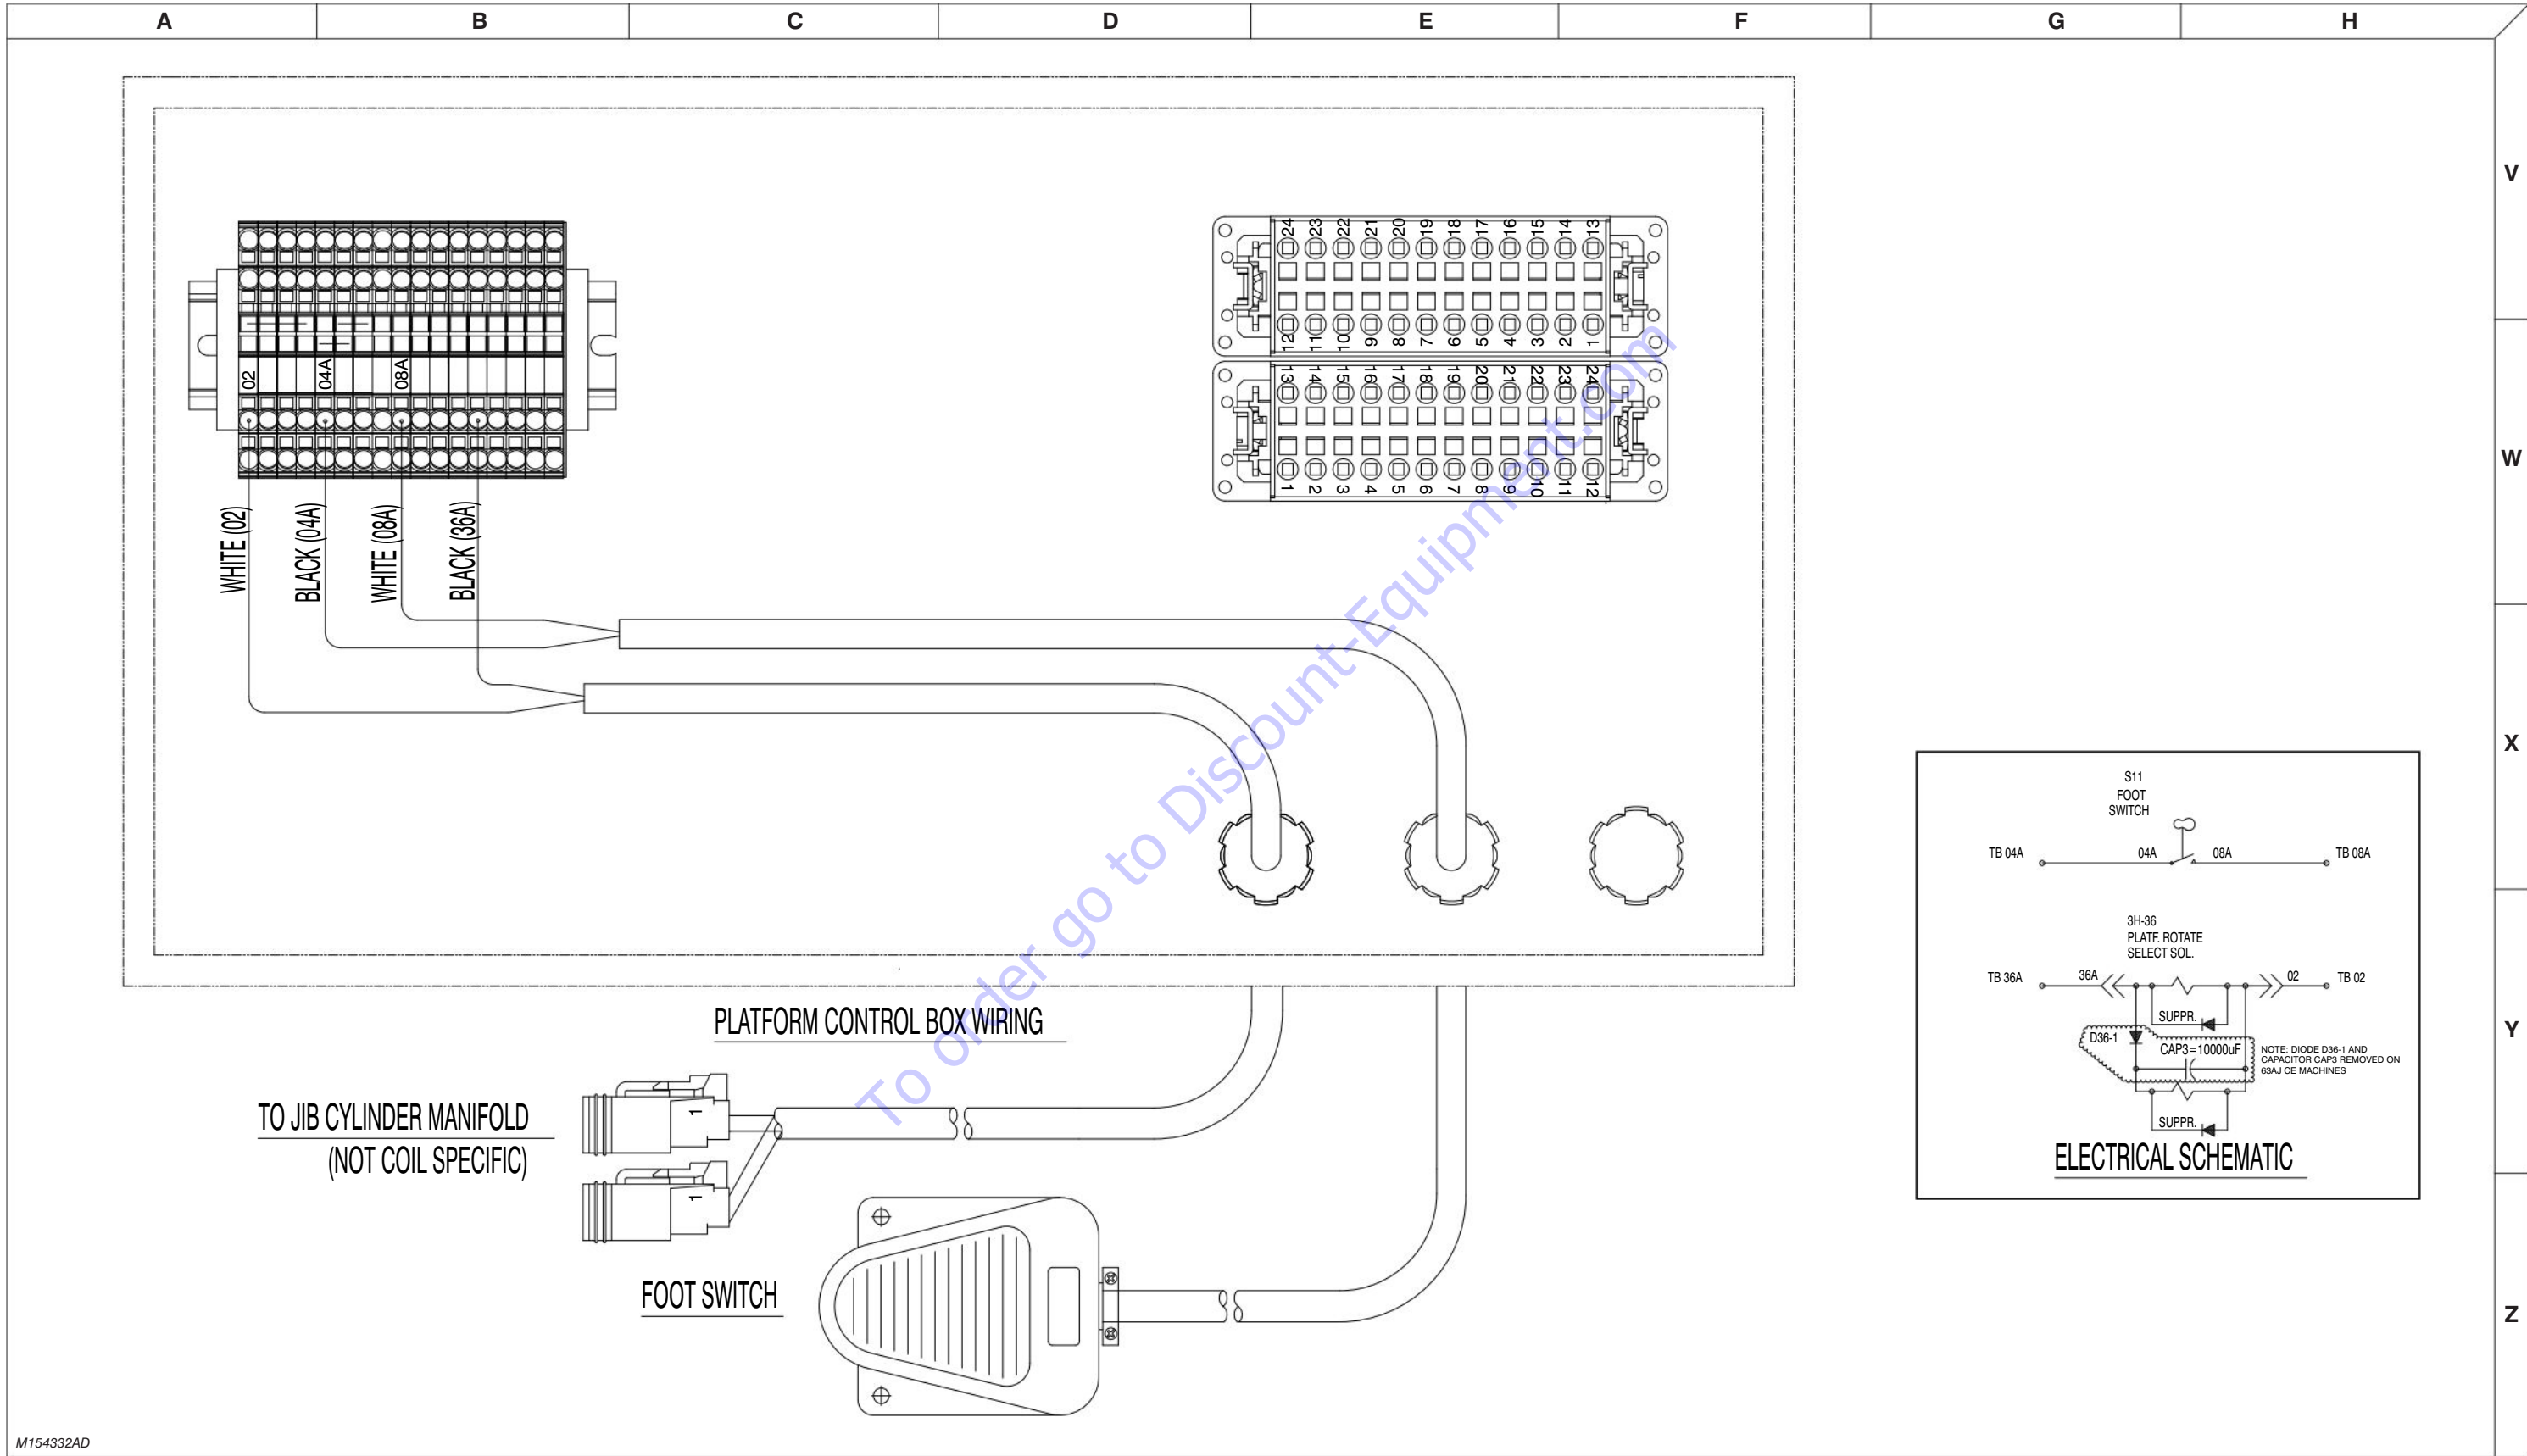 A B C D E F G H
V
W
X
Y
Z
24 23 22 21 20 19 18 17 16 15 14 13
12 11 10 9 8 7 6 5 4 3 2 1
13 14 15 16 17 18 19 20 21 22 23 24
1 2 3 4 5 6 7 8 9 10 11 12
02 04A 08A
WHITE (02)
BLACK (04A)
WHITE (08A)
BLACK (36A)
PLATFORM CONTROL BOX WIRING
TO JIB CYLINDER MANIFOLD
(NOT COIL SPECIFIC)
1
1
FOOT SWITCH
S11
FOOT
SWITCH
TB 04A 04A 08A TB 08A
3H-36
PLATF. ROTATE
SELECT SOL.
TB 36A 36A 02 TB 02
SUPPR.
D36-1
CAP3=10000uF
NOTE: DIODE D36-1 AND
CAPACITOR CAP3 REMOVED ON
63AJ CE MACHINES
SUPPR.
ELECTRICAL SCHEMATIC
To order go to Discount-Equipment.com
M154332AD